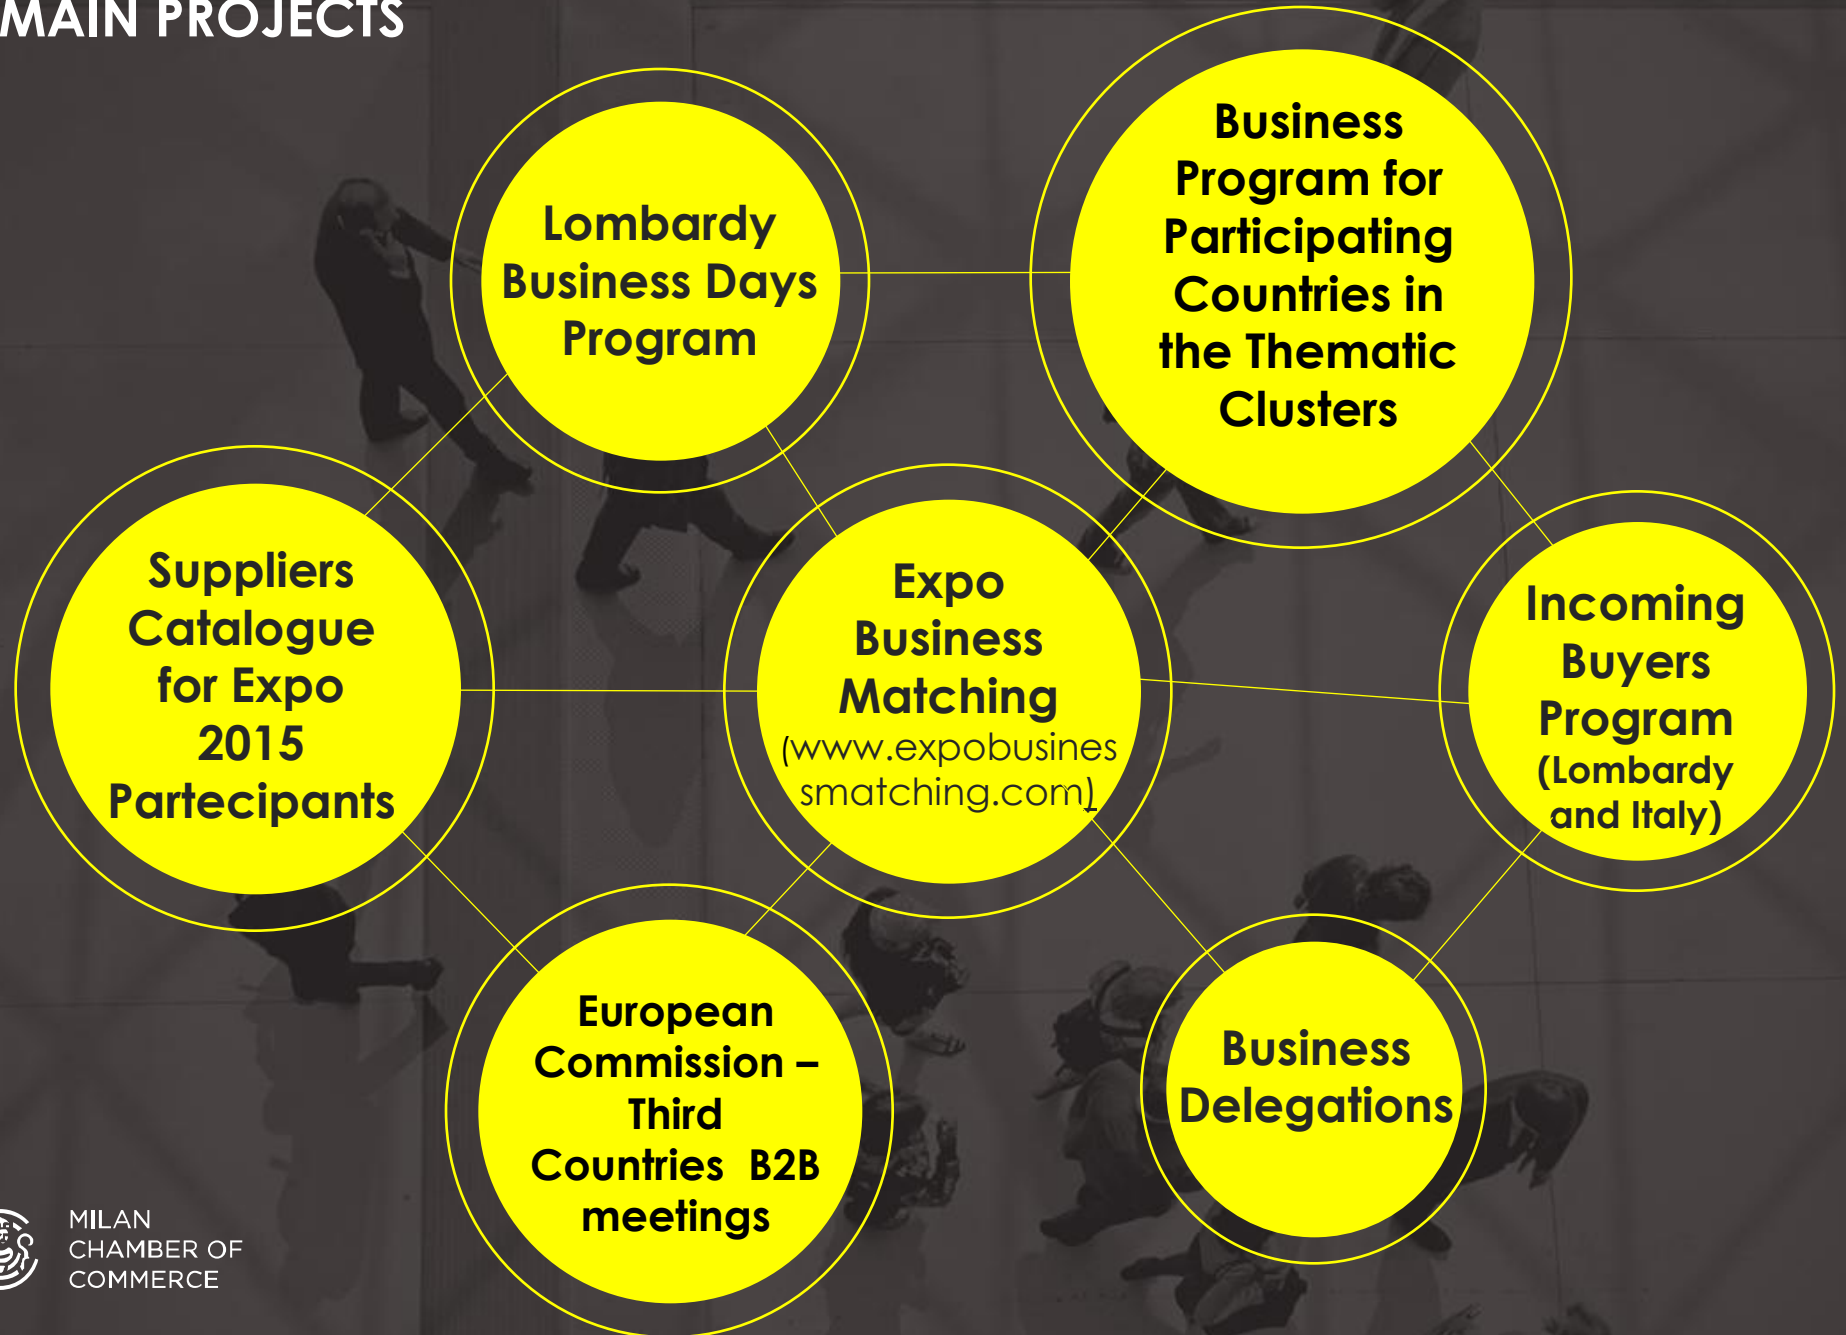 MAIN PROJECTS
Lombardy
Business Days
Program
Business
Program for
Participating
Countries in
the Thematic
Clusters
Suppliers
Catalogue
for Expo
2015
Partecipants
Expo
Business
Matching
(www.expobusines
smatching.com)
Incoming
Buyers
Program
(Lombardy
and Italy)
European
Commission –
Third
Countries B2B
meetings
Business
Delegations
MILAN
CHAMBER OF
COMMERCE